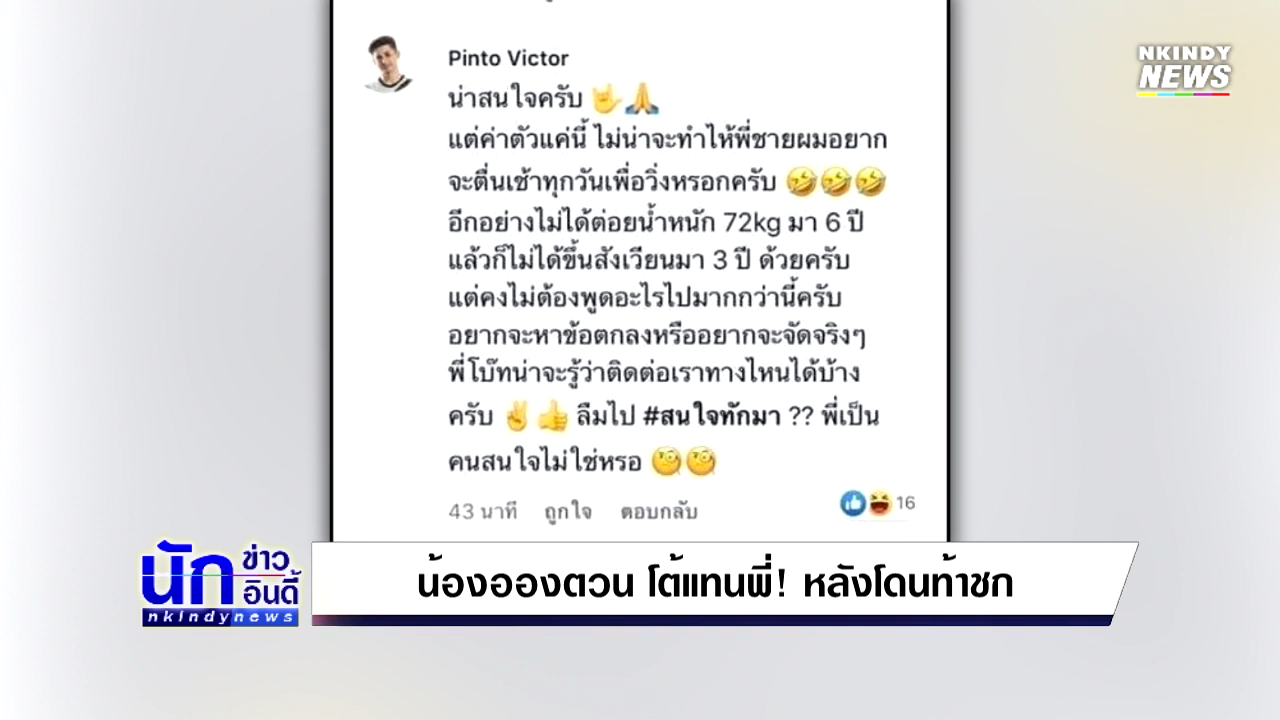 Pinto Victor
NKINDY
NEWS
น่าสนใจครับ 🤟🙏
แต่ค่าตัวแค่นี้ ไม่น่าจะทำไห้พี่ชายผมอยาก
จะตื่นเช้าทุกวันเพื่อวิ่งหรอกครับ 🤣🤣🤣
อีกอย่างไม่ได้ต่อยน้ำหนัก 72kg มา 6 ปี
แล้วก็ไม่ได้ขึ้นสังเวียนมา 3 ปี ด้วยครับ
แต่คงไม่ต้องพูดอะไรไปมากกว่านี้ครับ
อยากจะหาข้อตกลงหรืออยากจะจัดจริงๆ
พี่โบ๊ทน่าจะรู้ว่าติดต่อเราทางไหนได้บ้าง
ครับ ✌️👍 ลืมไป #สนใจทักมา ?? พี่เป็น
คนสนใจไม่ใช่หรอ 🧐🧐
43 นาที ถูกใจ ตอบกลับ 👍😆 16
นักข่าวอินดี้
nkindynews
น้องอองตวน โต้แทนพี่! หลังโดนท้าชก